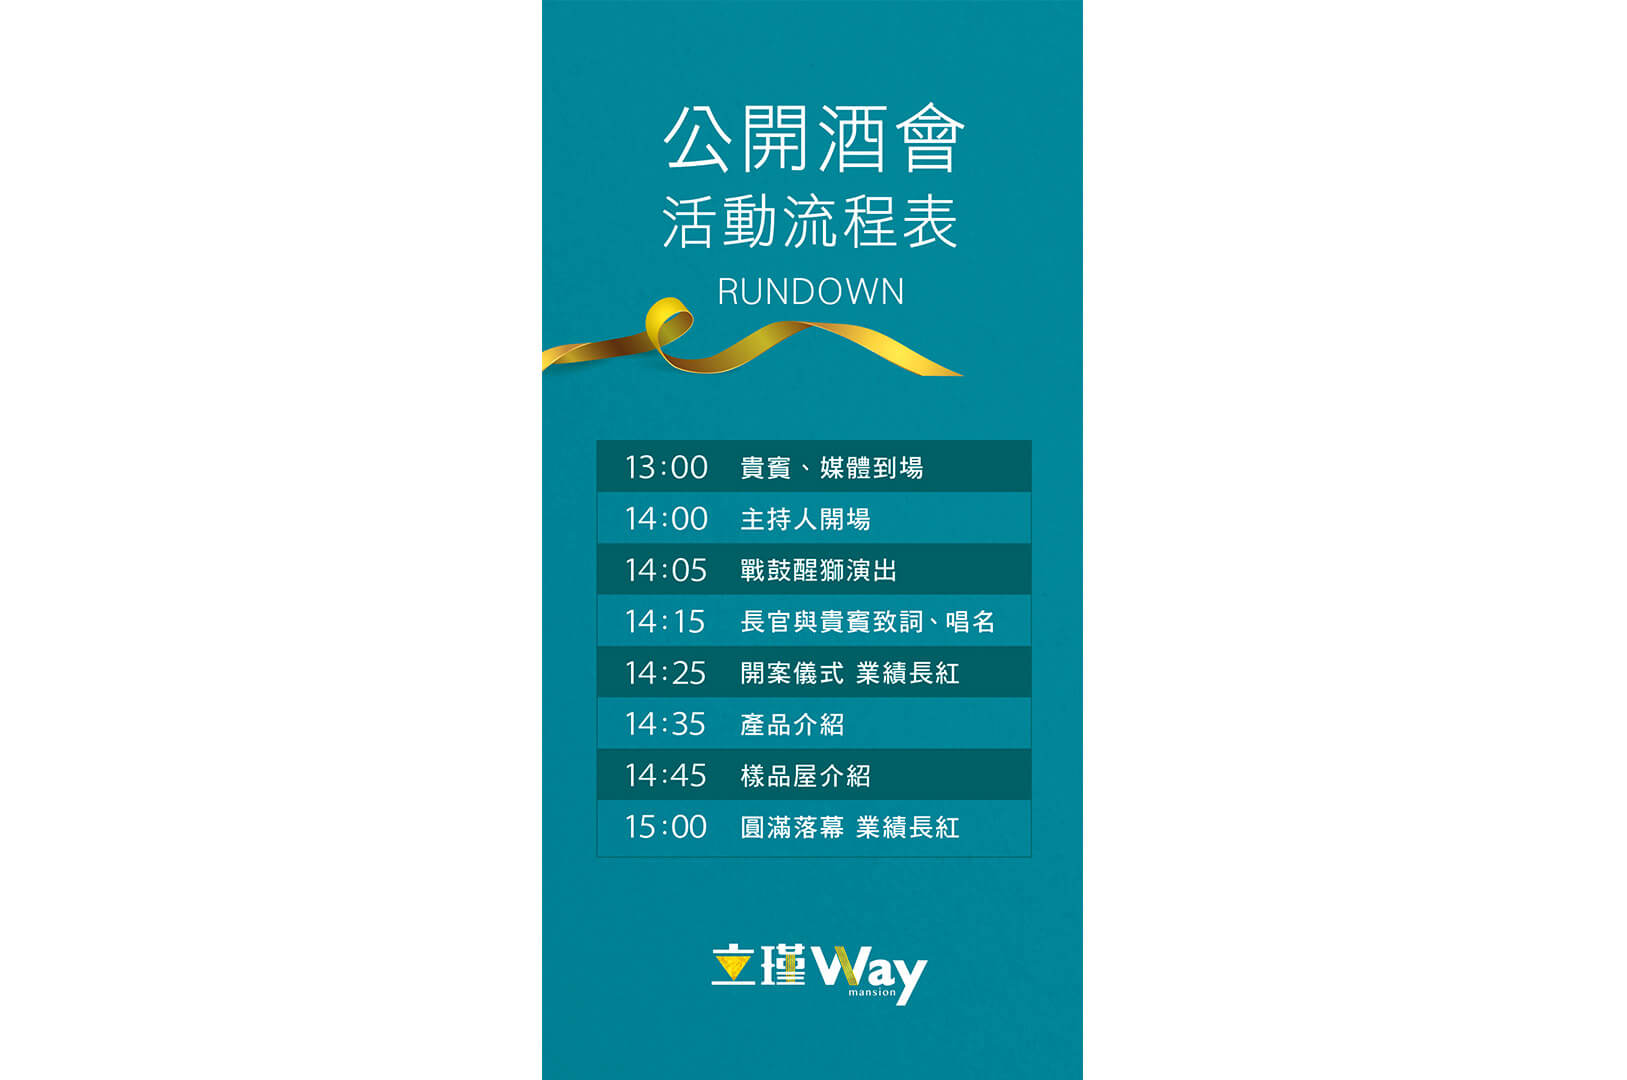 公開酒會
活動流程表
RUNDOWN
13:00 貴賓、媒體到場
14:00 主持人開場
14:05 戰鼓醒獅演出
14:15 長官與貴賓致詞、唱名
14:25 開案儀式 業績長紅
14:35 產品介紹
14:45 樣品屋介紹
15:00 圓滿落幕 業績長紅
立瑾Way
mansion